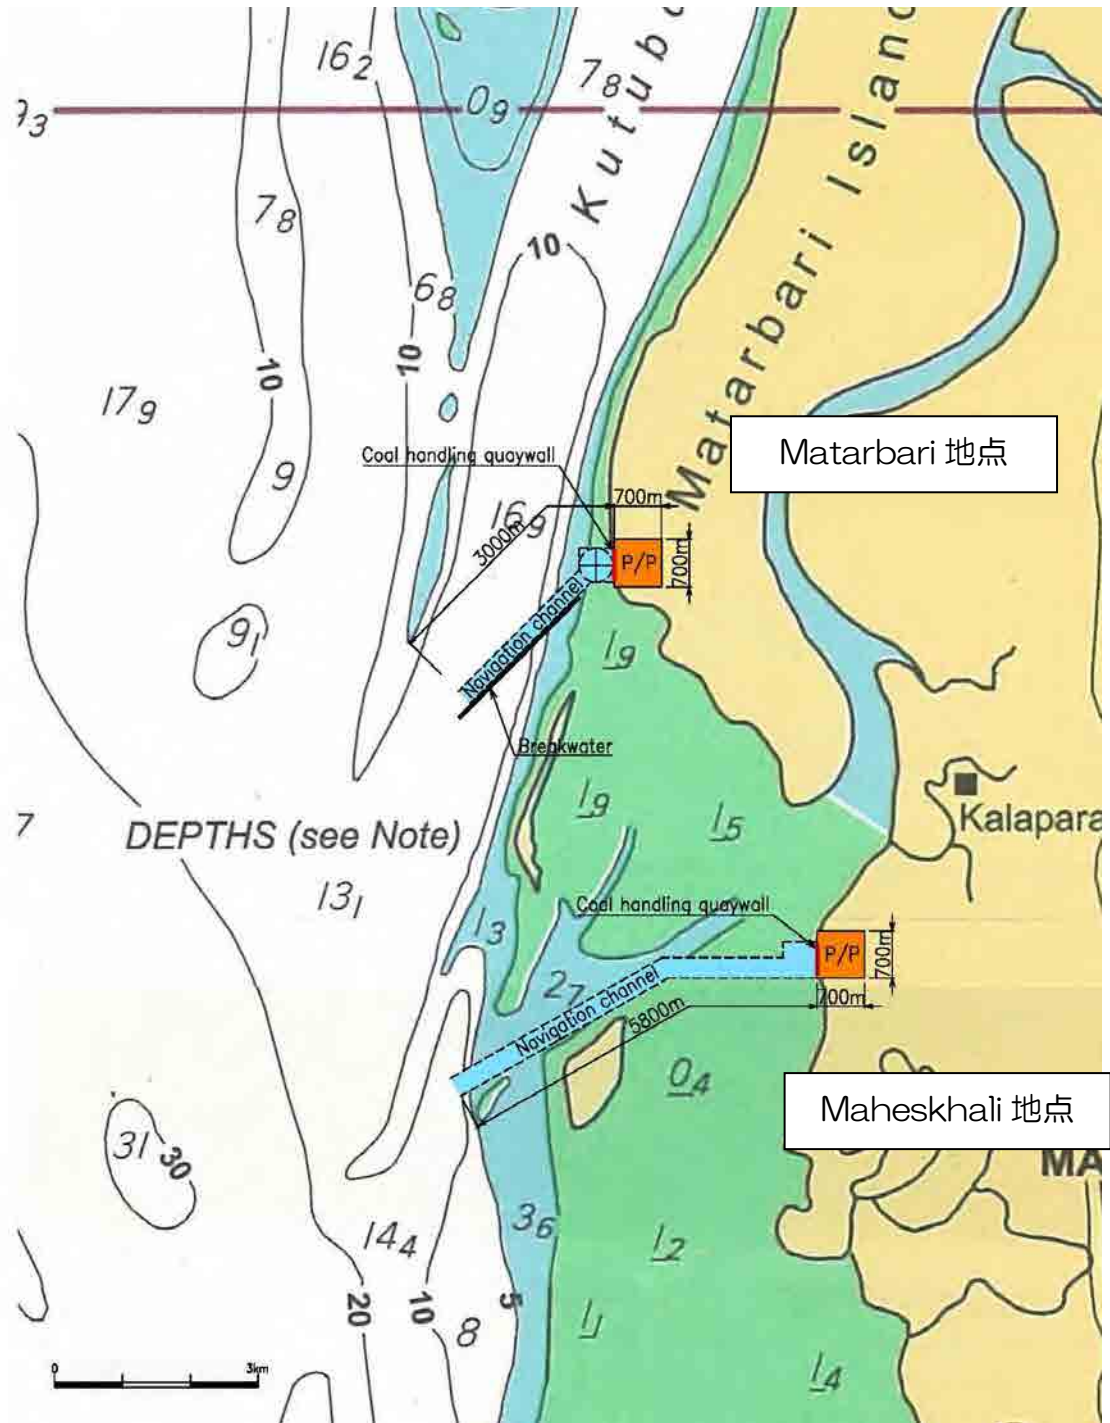 16₂
7₈
0₉
9₃
Kutubd
Matarbari Island
7₈
10
6₈
10
10
17₉
Matarbari 地点
Coal handling quaywall
9
16₉
700m
3000m
P/P
700m
Navigation channel
9₁
1₉
Breakwater
1₉
1₅
Kalapara
7
DEPTHS (see Note)
13₁
1₃
Coal handling quaywall
P/P
700m
2₇
Navigation channel
700m
5800m
0₄
Maheskhali 地点
31
30
MA
3₆
14₄
1₂
20
10
5
8
1₁
1₄
0
3km